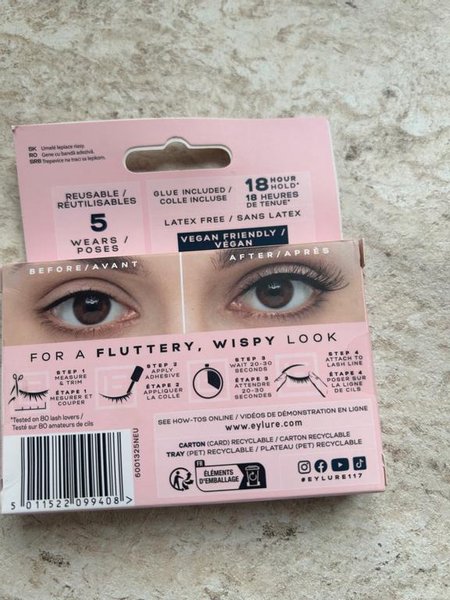 SK Umelé lepiace riasy.
RO Gene cu bandă adezivă.
SRB Trepavice na traci sa lepkom.
REUSABLE /
RÉUTILISABLES
5
WEARS /
POSES
GLUE INCLUDED /
COLLE INCLUSE
18 HOUR
HOLD*
18 HEURES
DE TENUE*
LATEX FREE / SANS LATEX
VEGAN FRIENDLY /
VÉGAN
BEFORE/AVANT
AFTER/APRÈS
FOR A FLUTTERY, WISPY LOOK
STEP 1
MEASURE
& TRIM
ÉTAPE 1
MESURER ET
COUPER
STEP 2
APPLY
ADHESIVE
ÉTAPE 2
APPLIQUER
LA COLLE
STEP 3
WAIT 20-30
SECONDS
ÉTAPE 3
ATTENDRE
20-30
SECONDES
STEP 4
ATTACH TO
LASH LINE
ÉTAPE 4
POSER SUR
LA LIGNE
DE CILS
*Tested on 80 lash lovers /
Testé sur 80 amateurs de cils
SEE HOW-TOS ONLINE / VIDÉOS DE DÉMONSTRATION EN LIGNE
www.eylure.com
CARTON (CARD) RECYCLABLE / CARTON RECYCLABLE
TRAY (PET) RECYCLABLE / PLATEAU (PET) RECYCLABLE
6001325NEU
5 011522 099408 >
FR
ÉLÉMENTS
D'EMBALLAGE
#EYLURE117